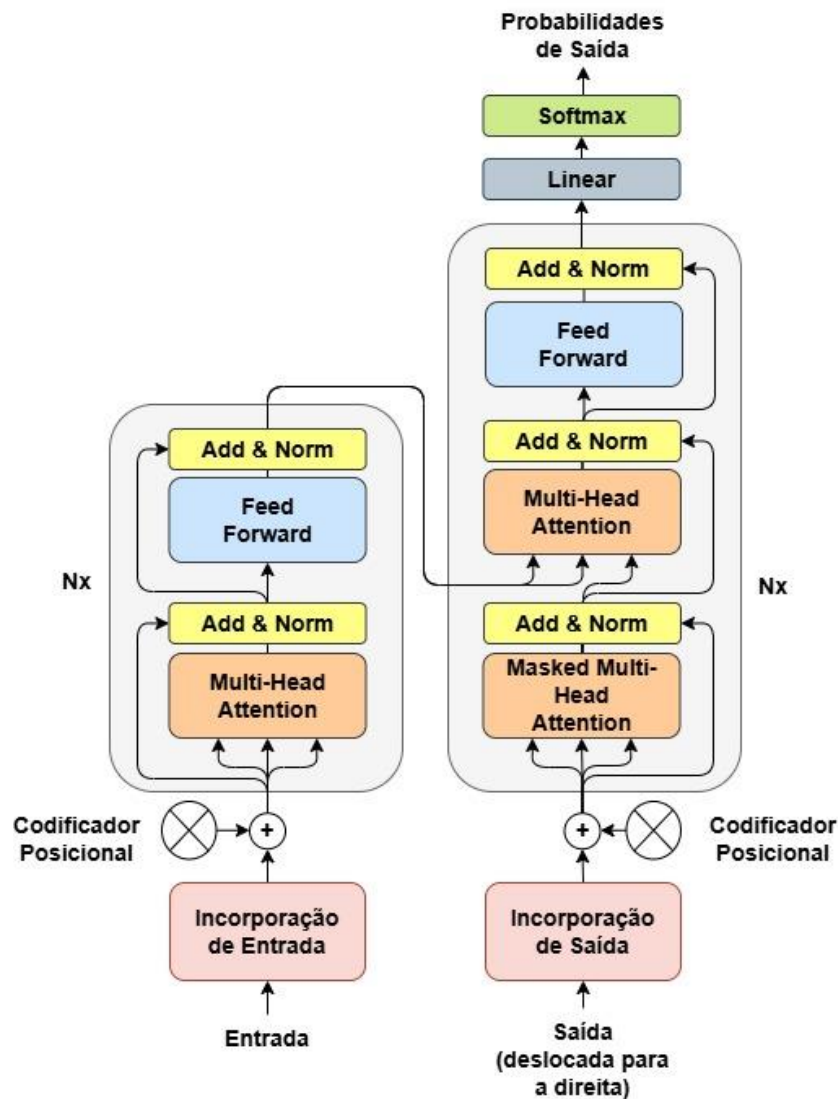 Probabilidades
de Saída
Softmax
Linear
Add & Norm
Feed
Forward
Add & Norm
Multi-Head
Attention
Nx
Add & Norm
Masked Multi-
Head
Attention
Codificador
Posicional
+
Incorporação
de Saída
Saída
(deslocada para
a direita)
Add & Norm
Feed
Forward
Nx
Add & Norm
Multi-Head
Attention
Codificador
Posicional
+
Incorporação
de Entrada
Entrada